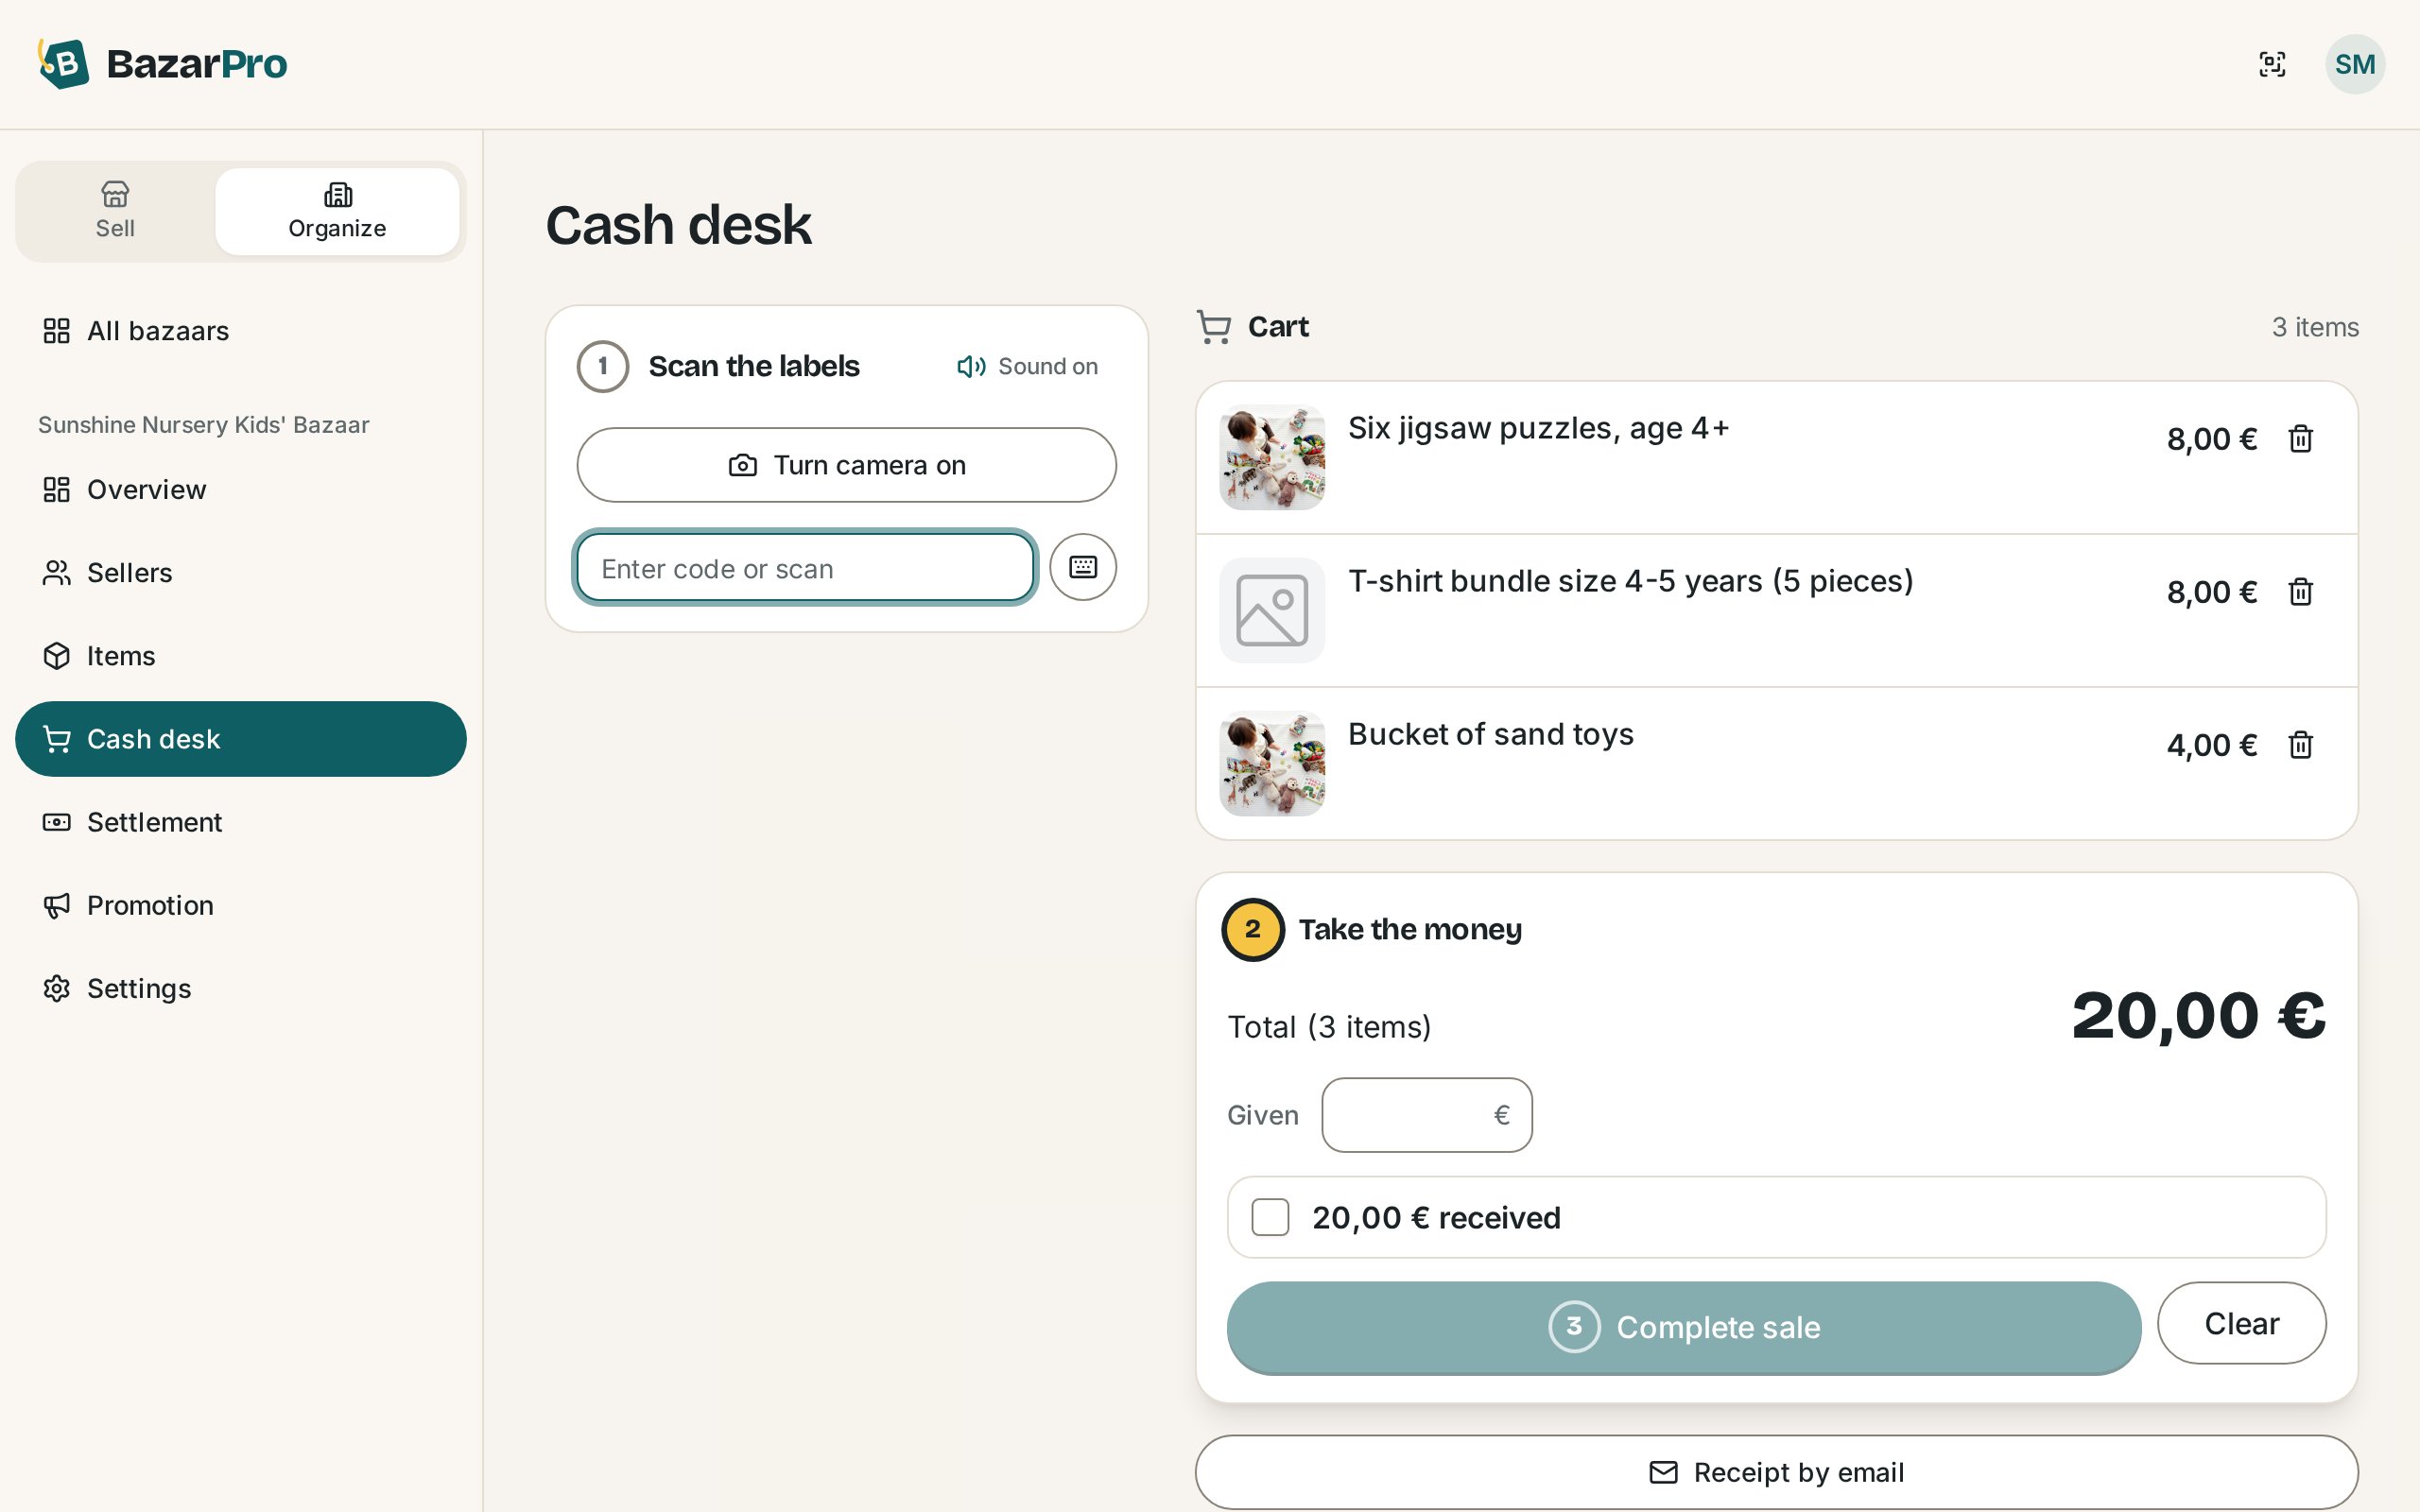 B BazarPro
SM
Sell
Organize
All bazaars
Sunshine Nursery Kids' Bazaar
Overview
Sellers
Items
Cash desk
Settlement
Promotion
Settings
Cash desk
1 Scan the labels
Sound on
Turn camera on
Enter code or scan
Cart
3 items
Six jigsaw puzzles, age 4+
8,00 €
T-shirt bundle size 4-5 years (5 pieces)
8,00 €
Bucket of sand toys
4,00 €
2 Take the money
Total (3 items)
20,00 €
Given
€
20,00 € received
3 Complete sale
Clear
Receipt by email